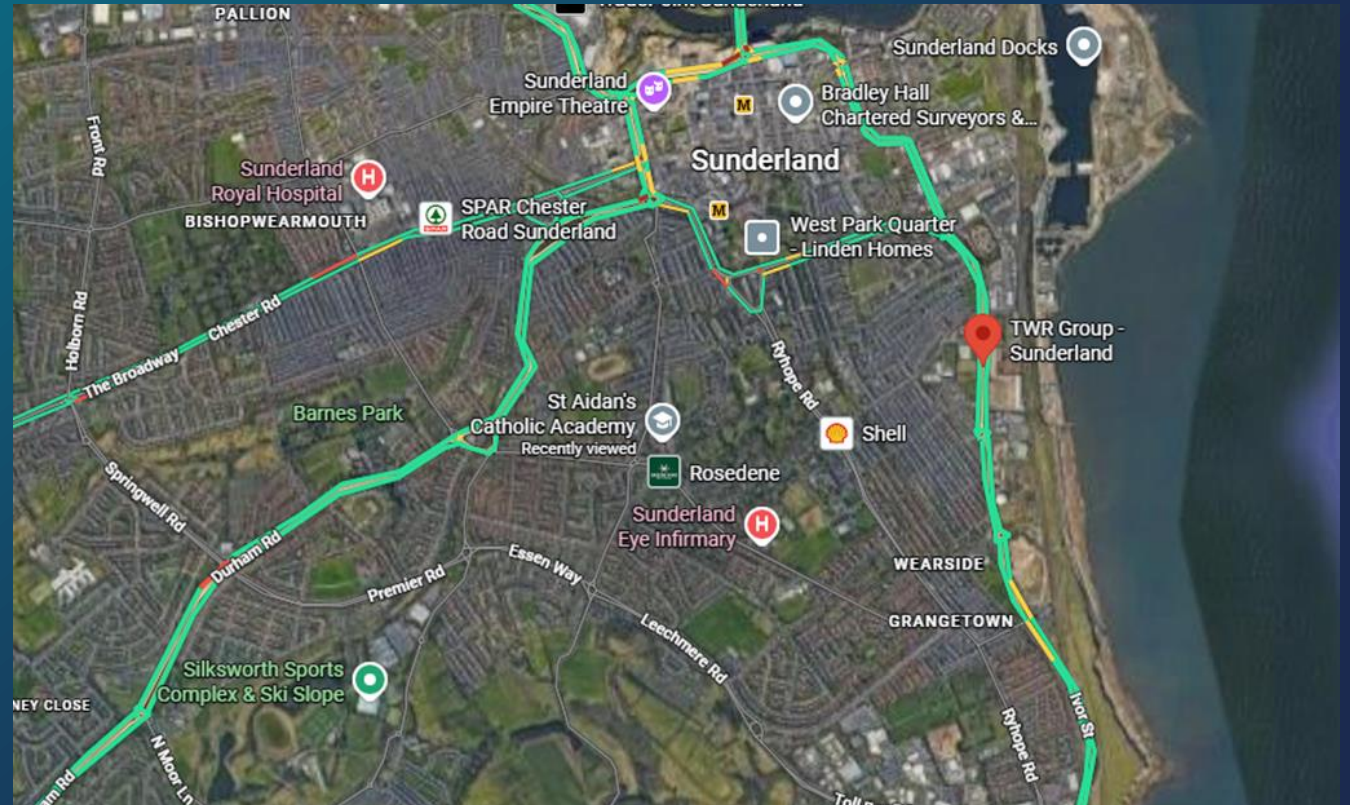 PALLION
Sunderland Docks
Sunderland
Empire Theatre
M
Bradley Hall
Chartered Surveyors &...
Front Rd
Sunderland
Sunderland
Royal Hospital
H
BISHOPWEARMOUTH
SPAR Chester
Road Sunderland
M
West Park Quarter
- Linden Homes
Holborn Rd
Chester Rd
The Broadway
TWR Group -
Sunderland
Ryhope Rd
Barnes Park
St Aidan's
Catholic Academy
Recently viewed
Shell
Rosedene
Springwell Rd
Sunderland
Eye Infirmary
H
Durham Rd
Essen Way
Premier Rd
WEARSIDE
GRANGETOWN
Leechmere Rd
Silksworth Sports
Complex & Ski Slope
NEY CLOSE
Ivor St
Ryhope Rd
N Moor Ln
am Rd